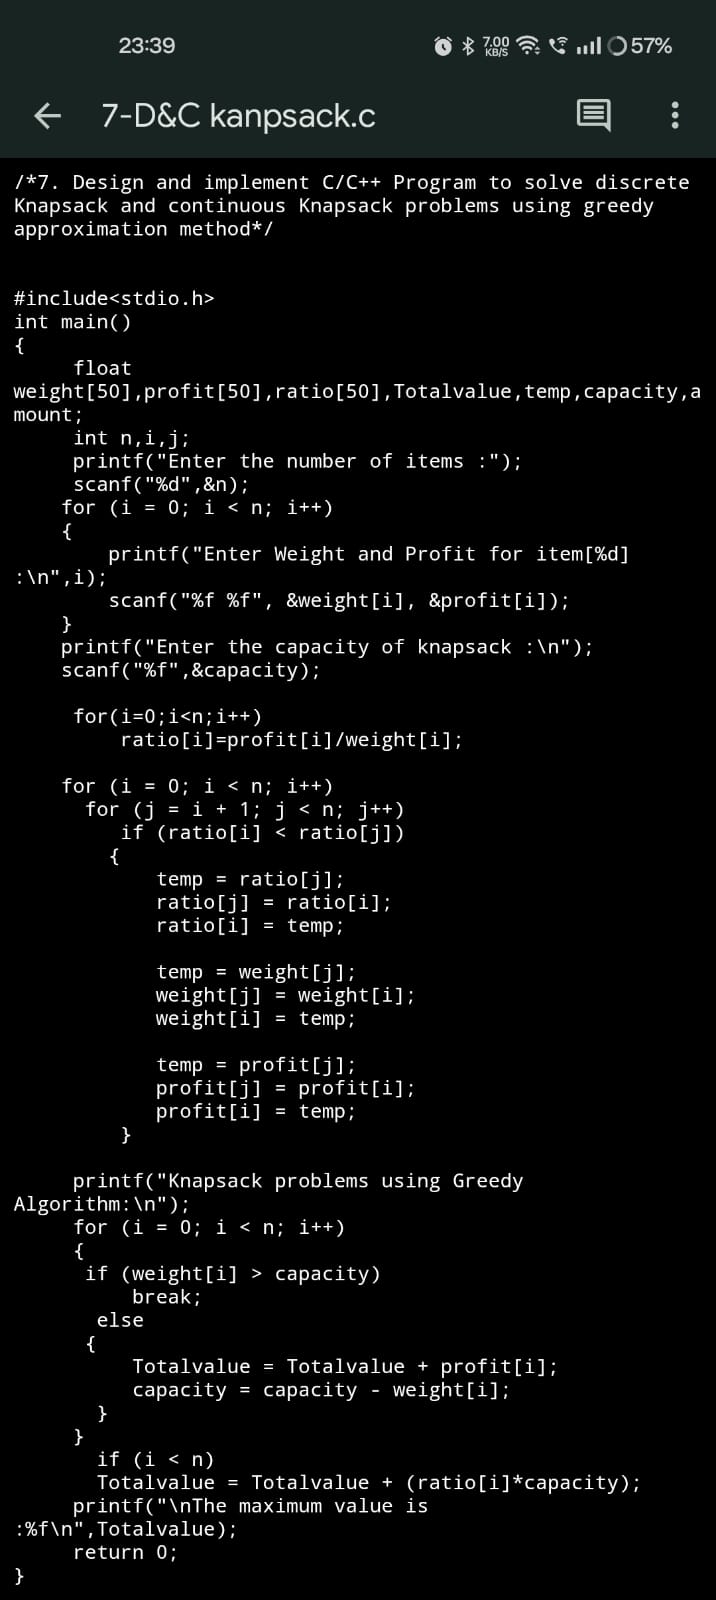 23:39
7.00 KB/S 57%
7-D&C kanpsack.c
/*7. Design and implement C/C++ Program to solve discrete
Knapsack and continuous Knapsack problems using greedy
approximation method*/
#include<stdio.h>
int main()
{
float
weight[50],profit[50],ratio[50],Totalvalue,temp,capacity,a
mount;
int n,i,j;
printf("Enter the number of items :");
scanf("%d",&n);
for (i = 0; i < n; i++)
{
printf("Enter Weight and Profit for item[%d]
:\n",i);
scanf("%f %f", &weight[i], &profit[i]);
}
printf("Enter the capacity of knapsack :\n");
scanf("%f",&capacity);
for(i=0;i<n;i++)
ratio[i]=profit[i]/weight[i];
for (i = 0; i < n; i++)
for (j = i + 1; j < n; j++)
if (ratio[i] < ratio[j])
{
temp = ratio[j];
ratio[j] = ratio[i];
ratio[i] = temp;
temp = weight[j];
weight[j] = weight[i];
weight[i] = temp;
temp = profit[j];
profit[j] = profit[i];
profit[i] = temp;
}
printf("Knapsack problems using Greedy
Algorithm:\n");
for (i = 0; i < n; i++)
{
if (weight[i] > capacity)
break;
else
{
Totalvalue = Totalvalue + profit[i];
capacity = capacity - weight[i];
}
}
if (i < n)
Totalvalue = Totalvalue + (ratio[i]*capacity);
printf("\nThe maximum value is
:%f\n",Totalvalue);
return 0;
}